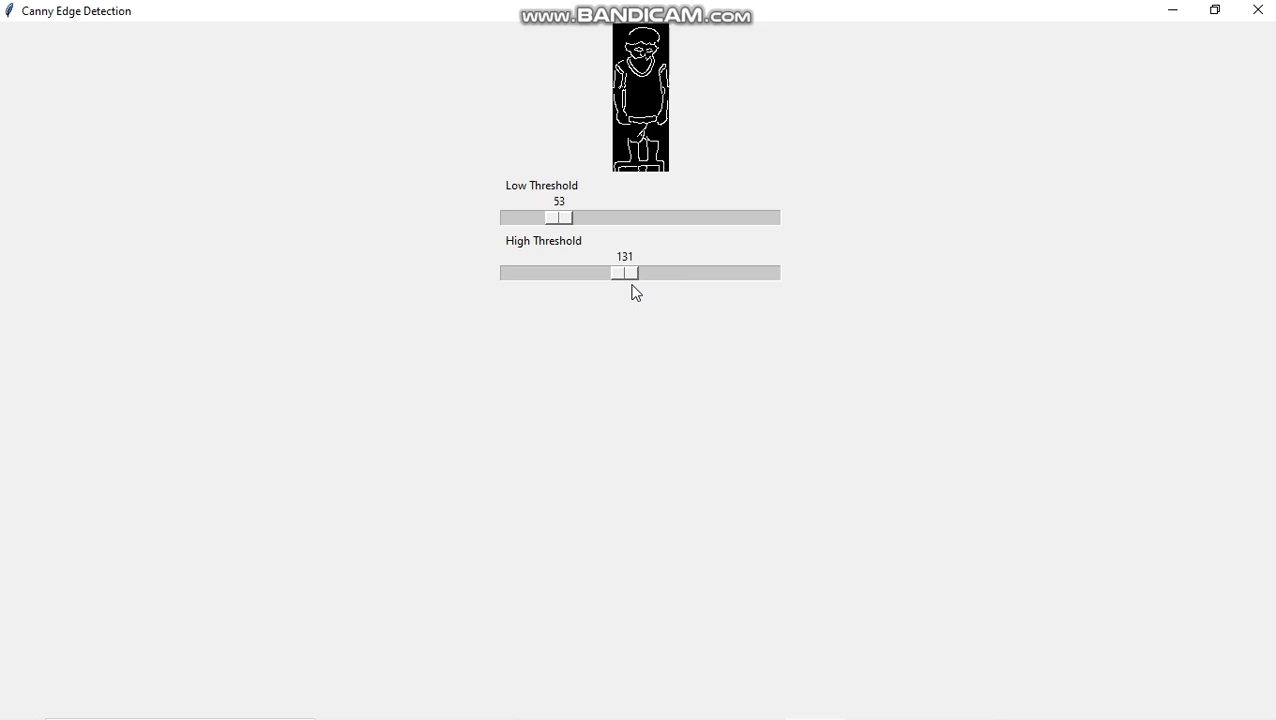 Canny Edge Detection
www.BANDICAM.com
Low Threshold
53
High Threshold
131